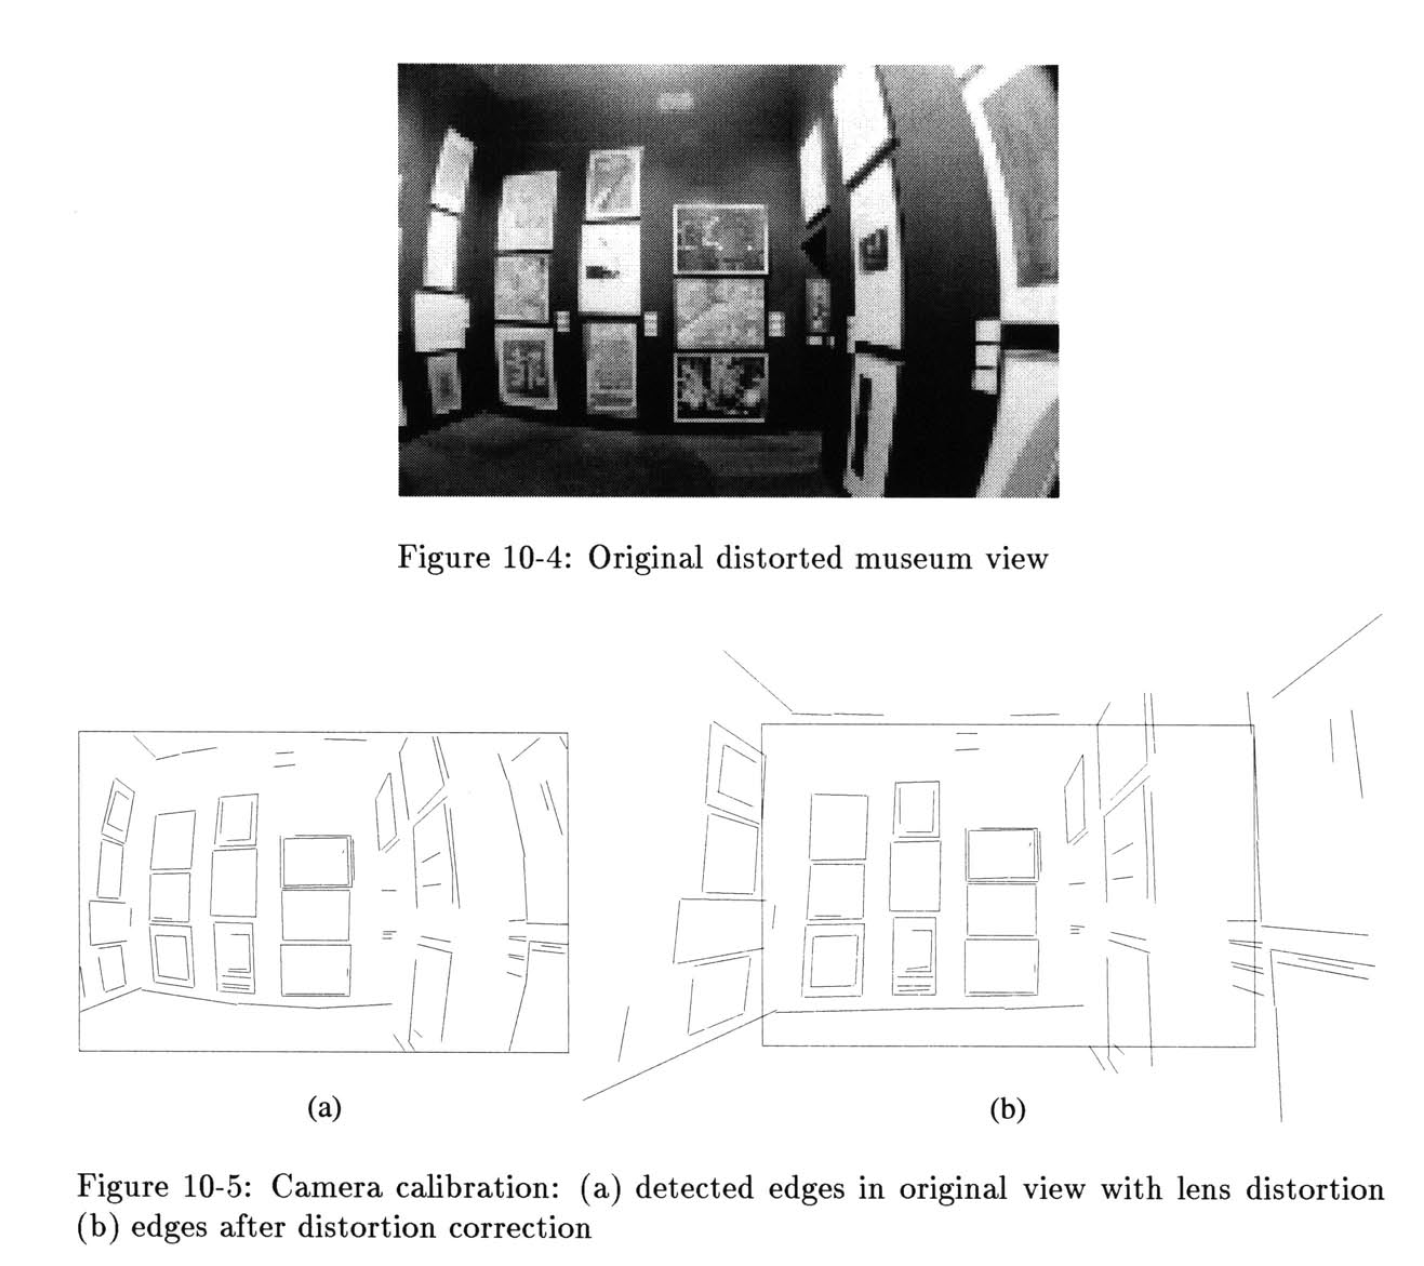 Figure 10-4: Original distorted museum view
(a)
(b)
Figure 10-5: Camera calibration: (a) detected edges in original view with lens distortion
(b) edges after distortion correction